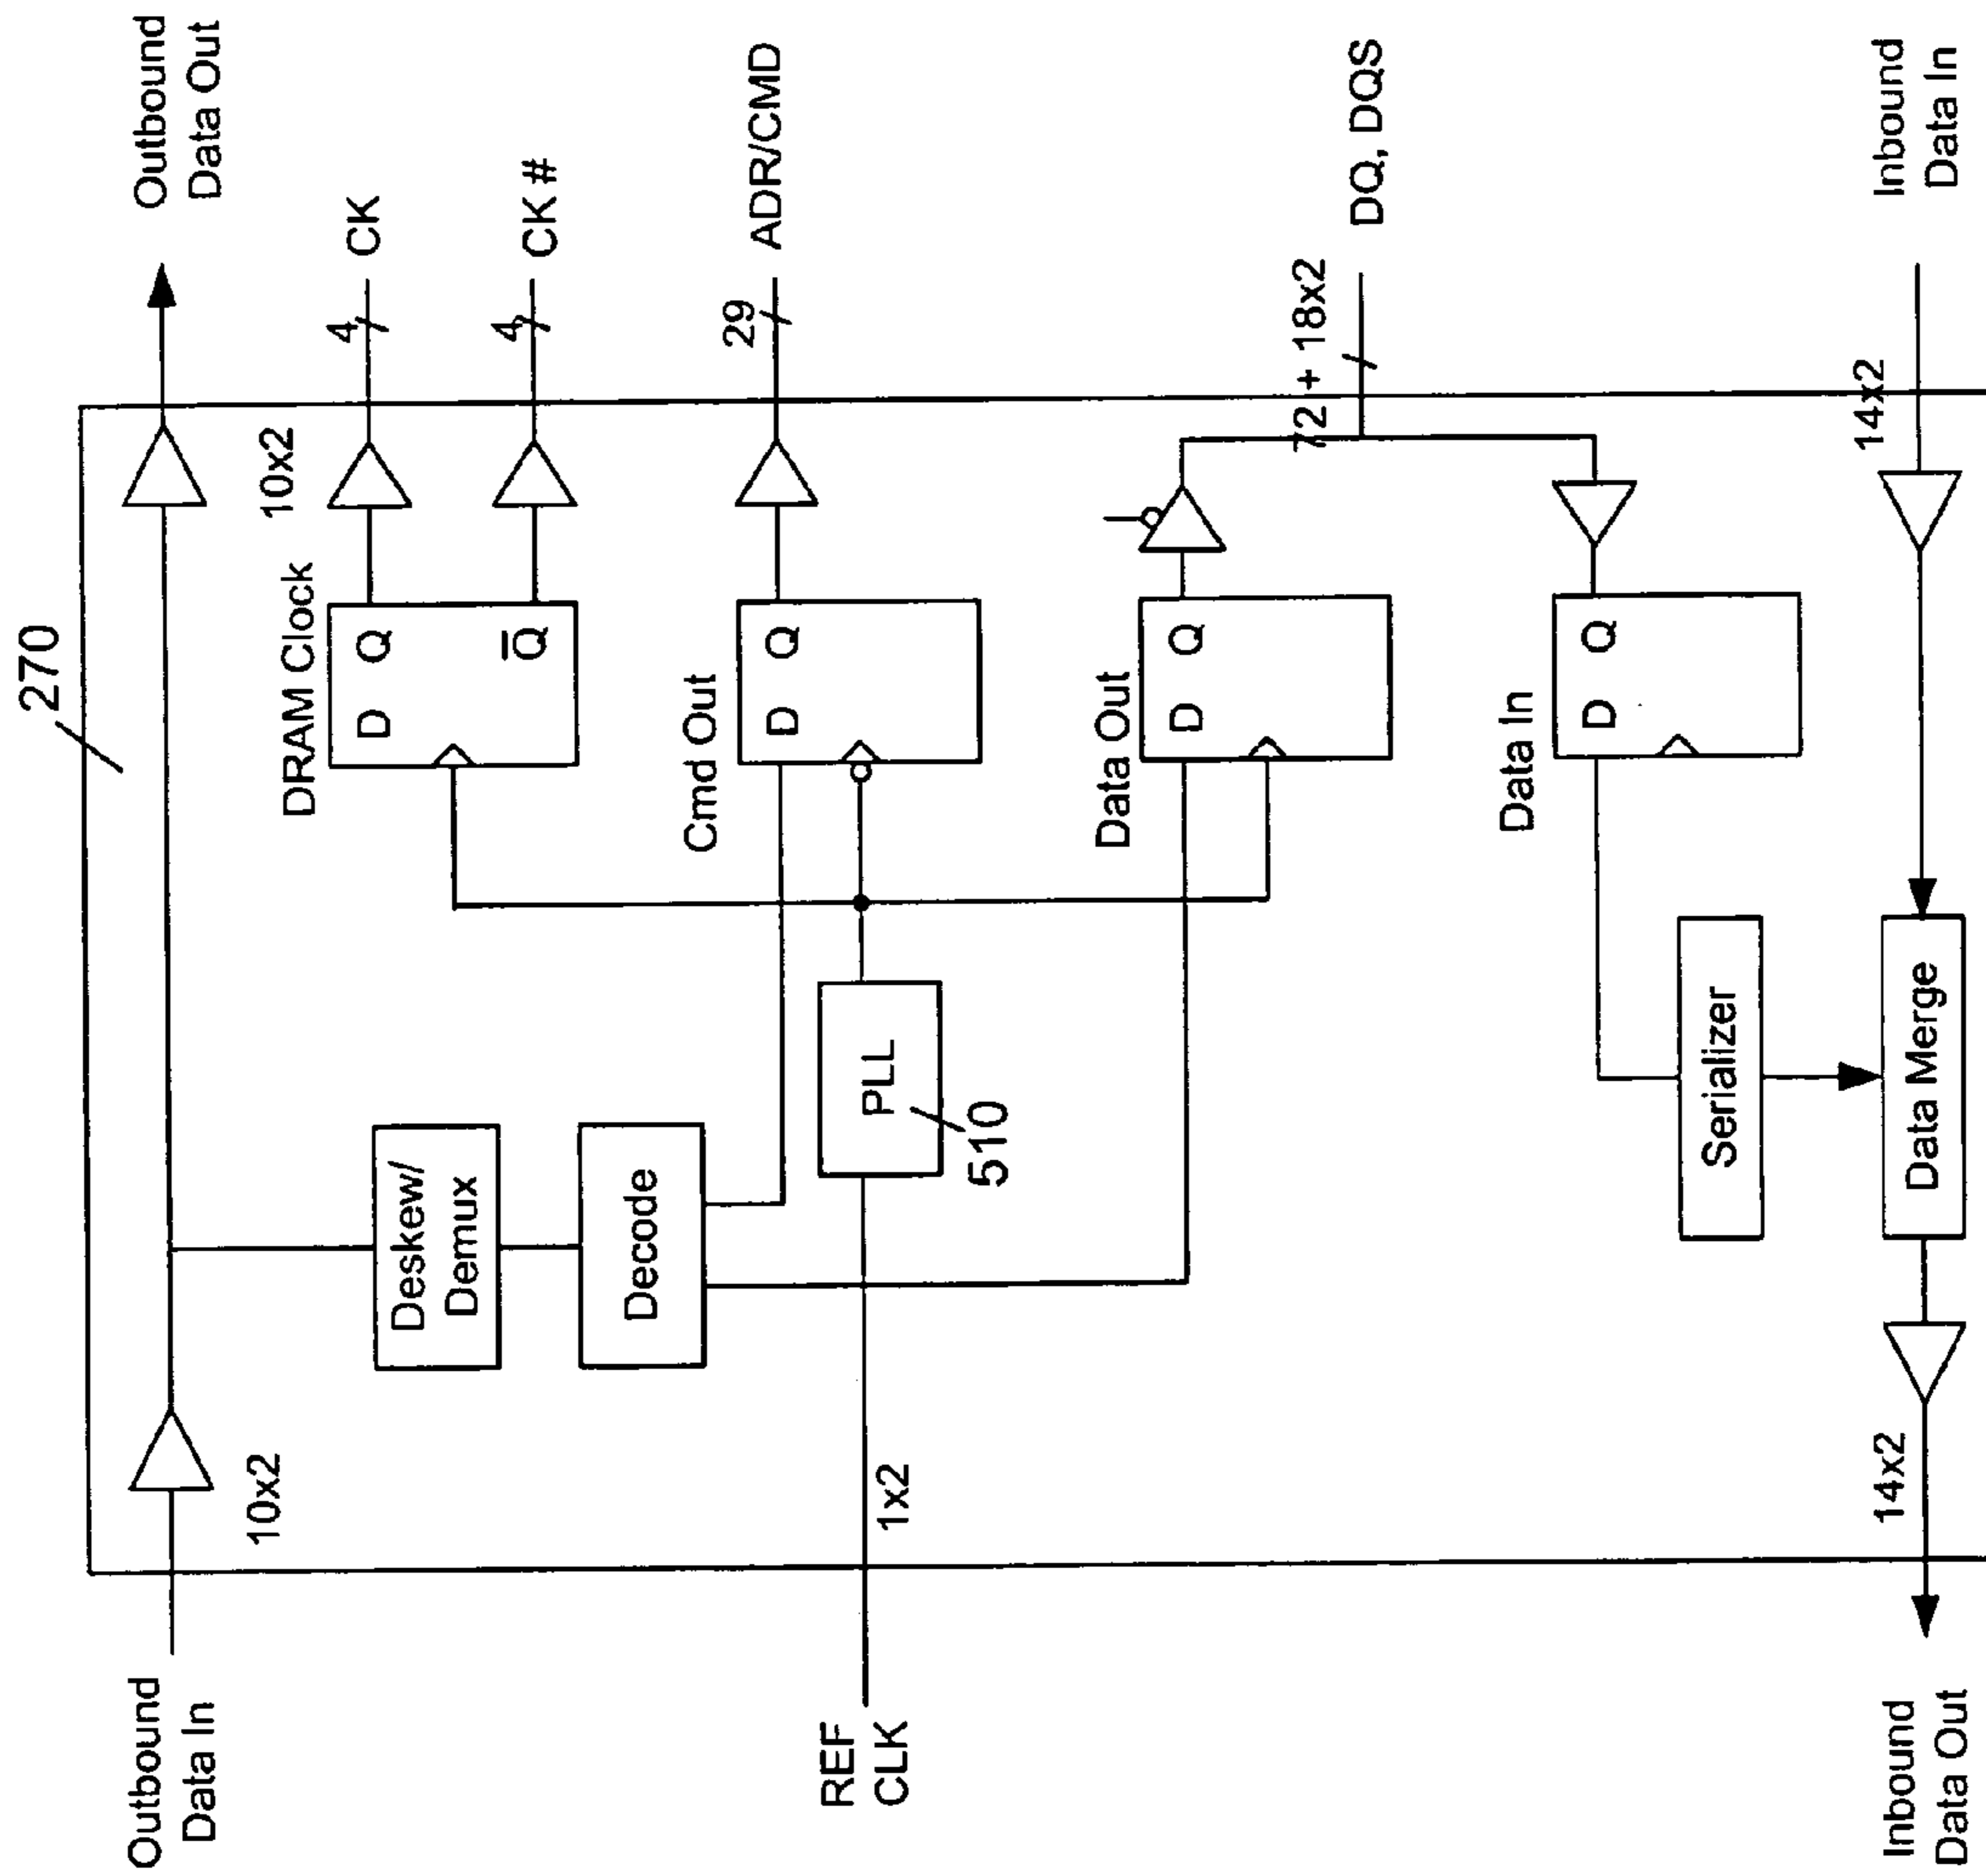 270
Outbound
Data In
10x2
Outbound
Data Out
10x2
DRAM Clock
D Q
Q̅
4
CK
4
CK #
Deskew/
Demux
Decode
Cmd Out
D Q
29
ADR/CMD
REF
CLK
1x2
PLL
510
Data Out
D Q
72 + 18x2
DQ, DQS
Data In
D Q
Serializer
Data Merge
14x2
Inbound
Data In
14x2
Inbound
Data Out